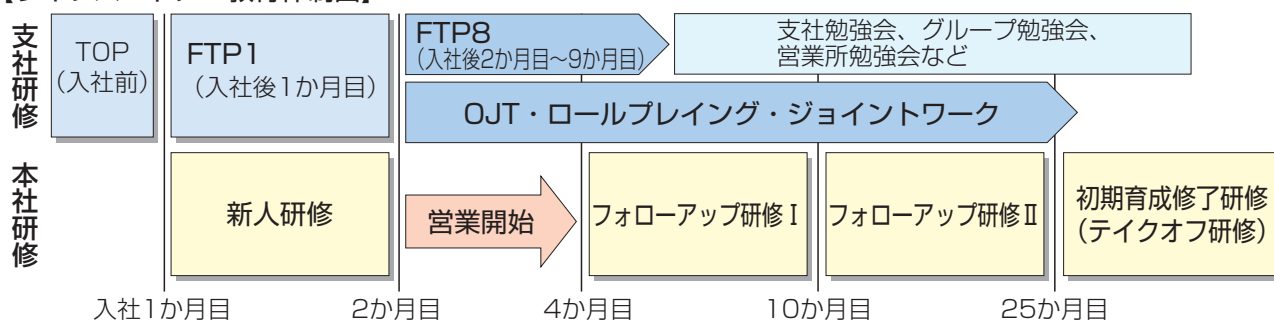 支社研修
TOP
(入社前)
FTP1
(入社後1か月目)
FTP8
(入社後2か月目〜9か月目)
支社勉強会、グループ勉強会、
営業所勉強会など
OJT・ロールプレイング・ジョイントワーク
本社研修
新人研修
営業開始
フォローアップ研修Ⅰ
フォローアップ研修Ⅱ
初期育成修了研修
(テイクオフ研修)
入社1か月目
2か月目
4か月目
10か月目
25か月目